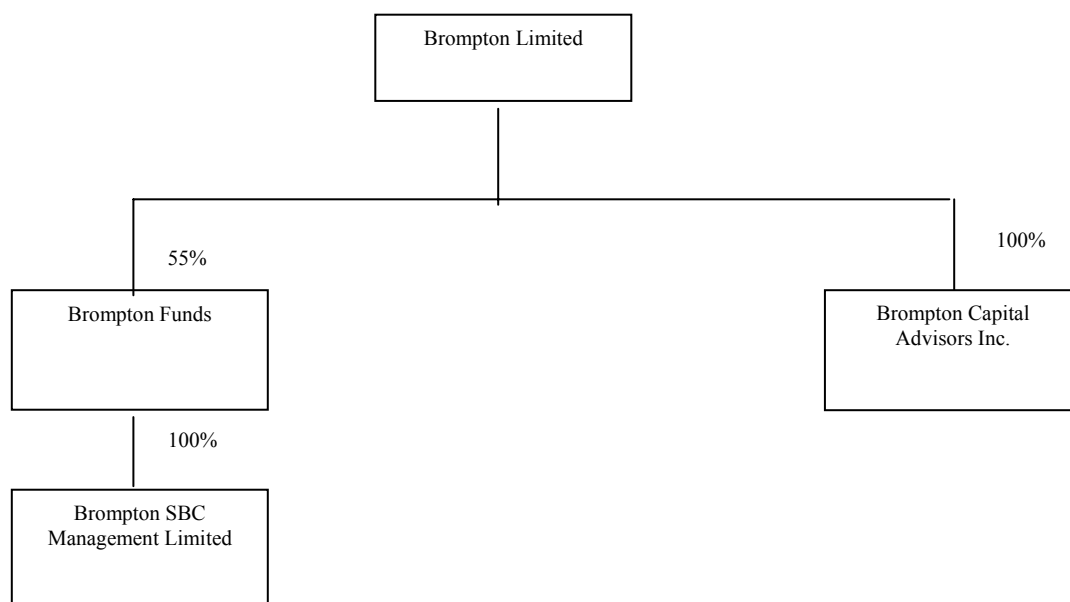 Brompton Limited
55%
100%
Brompton Funds
Brompton Capital
Advisors Inc.
100%
Brompton SBC
Management Limited